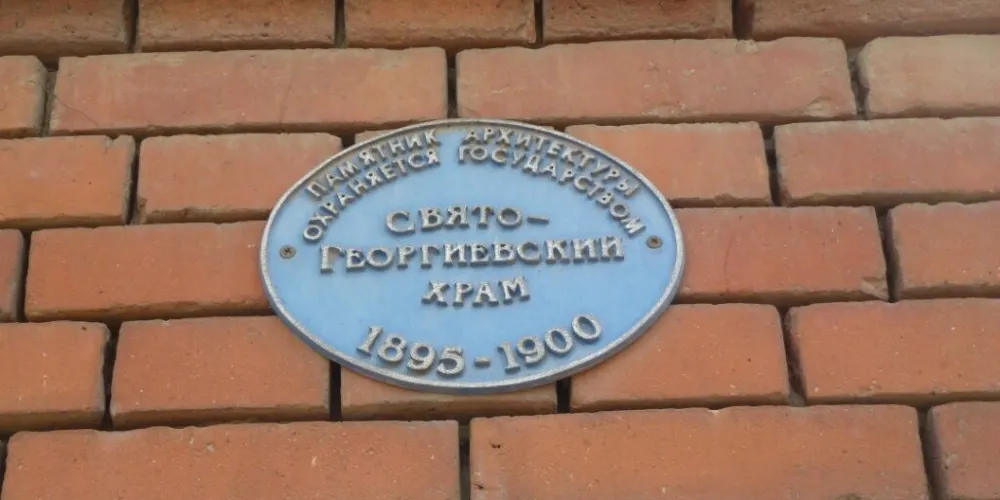 ПАМЯТНИК АРХИТЕКТУРЫ
ОХРАНЯЕТСЯ ГОСУДАРСТВОМ
СВЯТО-
ГЕОРГИЕВСКИЙ
ХРАМ
1895-1900